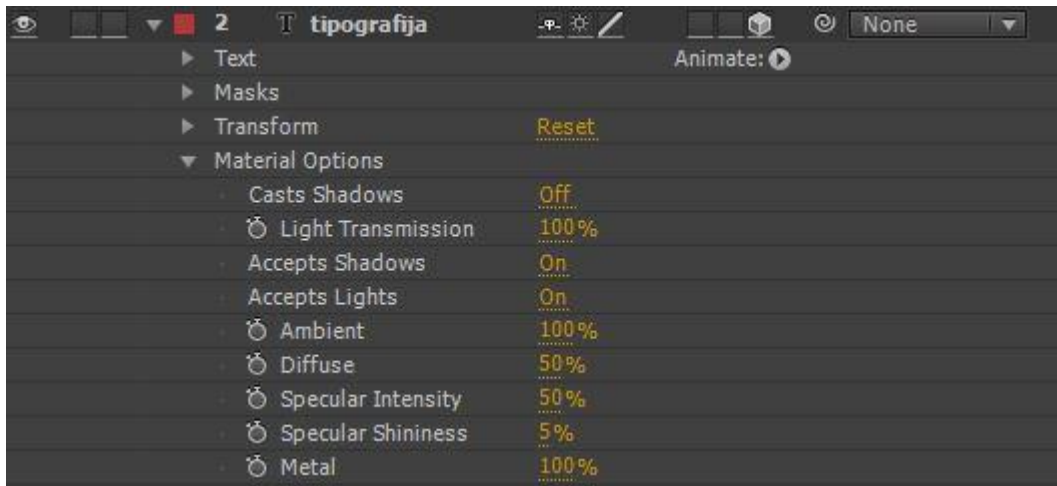 2 T tipografija None
Text Animate:
Masks
Transform Reset
Material Options
Casts Shadows Off
Light Transmission 100%
Accepts Shadows On
Accepts Lights On
Ambient 100%
Diffuse 50%
Specular Intensity 50%
Specular Shininess 5%
Metal 100%